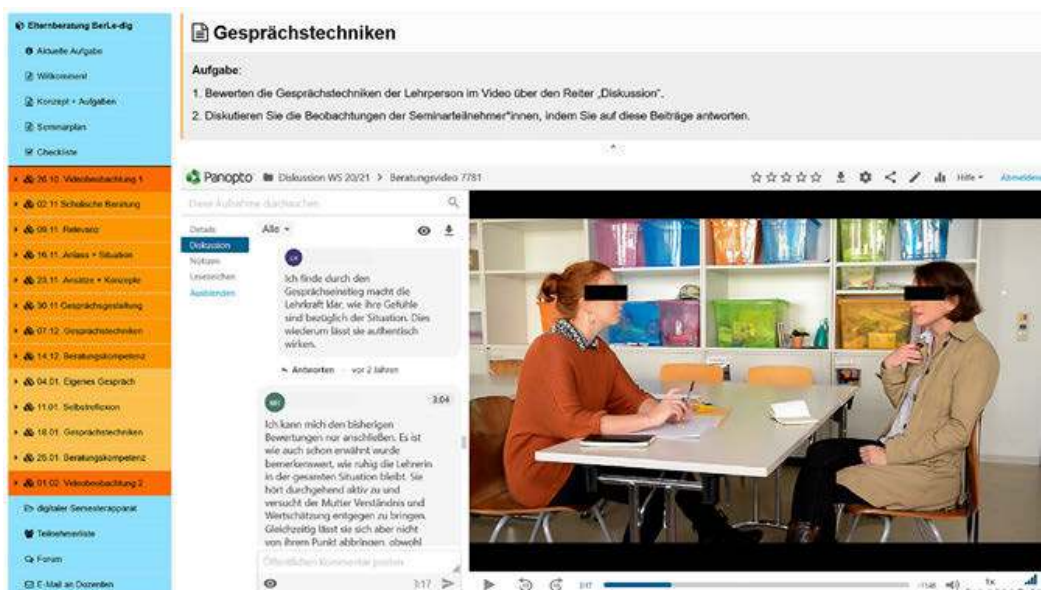 Elternberatung BerLe-dig
Aktuelle Aufgabe
Willkommen!
Konzept + Aufgaben
Seminarplan
Checkliste
26.10. Videobeobachtung 1
02.11 Schulische Beratung
09.11. Relevanz
16.11. Anlass + Situation
23.11. Ansätze + Konzepte
30.11 Gesprächsgestaltung
07.12. Gesprächstechniken
14.12. Beratungskompetenz
04.01. Eigenes Gespräch
11.01. Selbstreflexion
18.01. Gesprächstechniken
25.01. Beratungskompetenz
01.02. Videobeobachtung 2
digitaler Semesterapparat
Teilnehmerliste
Forum
E-Mail an Dozenten
Gesprächstechniken
Aufgabe:
1. Bewerten die Gesprächstechniken der Lehrperson im Video über den Reiter „Diskussion".
2. Diskutieren Sie die Beobachtungen der Seminarteilnehmer*innen, indem Sie auf diese Beiträge antworten.
Panopto Diskussion WS 20/21 > Beratungsvideo 7781
Hilfe
Abmelden
Diese Aufnahme durchsuchen
Details
Diskussion
Notizen
Lesezeichen
Ausblenden
Alle
Ich finde durch den
Gesprächseinstieg macht die
Lehrkraft klar, wie ihre Gefühle
sind bezüglich der Situation. Dies
wiederum lässt sie authentisch
wirken.
Antworten · vor 2 Jahren
3:04
Ich kann mich den bisherigen
Bewertungen nur anschließen. Es ist
wie auch schon erwähnt wurde
bemerkenswert, wie ruhig die Lehrerin
in der gesamten Situation bleibt. Sie
hört durchgehend aktiv zu und
versucht der Mutter Verständnis und
Wertschätzung entgegen zu bringen.
Gleichzeitig lässt sie sich aber nicht
von ihrem Punkt abbringen, obwohl
Öffentlichen Kommentar posten
3:17
3:17
1x